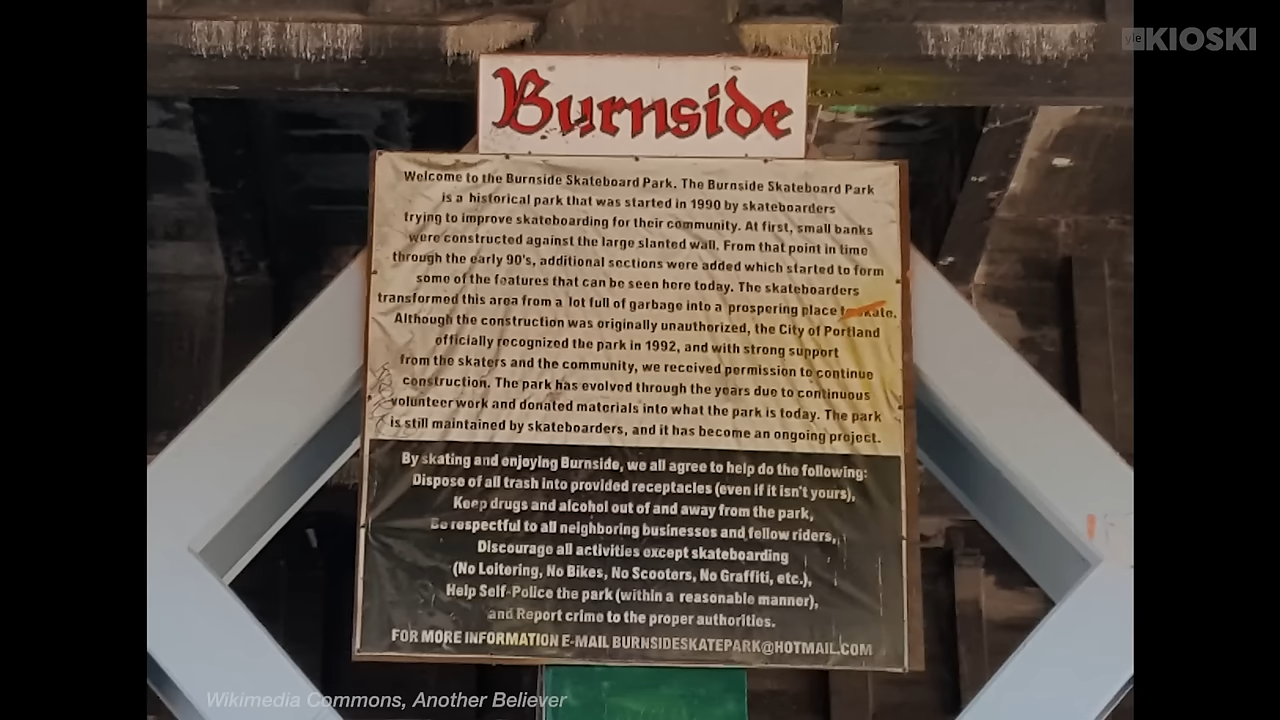 yle KIOSKI
Burnside
Welcome to the Burnside Skateboard Park. The Burnside Skateboard Park
is a historical park that was started in 1990 by skateboarders
trying to improve skateboarding for their community. At first, small banks
were constructed against the large slanted wall. From that point in time
through the early 90's, additional sections were added which started to form
some of the features that can be seen here today. The skateboarders
transformed this area from a lot full of garbage into a prospering place to skate.
Although the construction was originally unauthorized, the City of Portland
officially recognized the park in 1992, and with strong support
from the skaters and the community, we received permission to continue
construction. The park has evolved through the years due to continuous
volunteer work and donated materials into what the park is today. The park
is still maintained by skateboarders, and it has become an ongoing project.
By skating and enjoying Burnside, we all agree to help do the following:
Dispose of all trash into provided receptacles (even if it isn't yours),
Keep drugs and alcohol out of and away from the park,
Be respectful to all neighboring businesses and fellow riders,
Discourage all activities except skateboarding
(No Loitering, No Bikes, No Scooters, No Graffiti, etc.),
Help Self-Police the park (within a reasonable manner),
and Report crime to the proper authorities.
FOR MORE INFORMATION E-MAIL BURNSIDESKATEPARK@HOTMAIL.COM
Wikimedia Commons, Another Believer